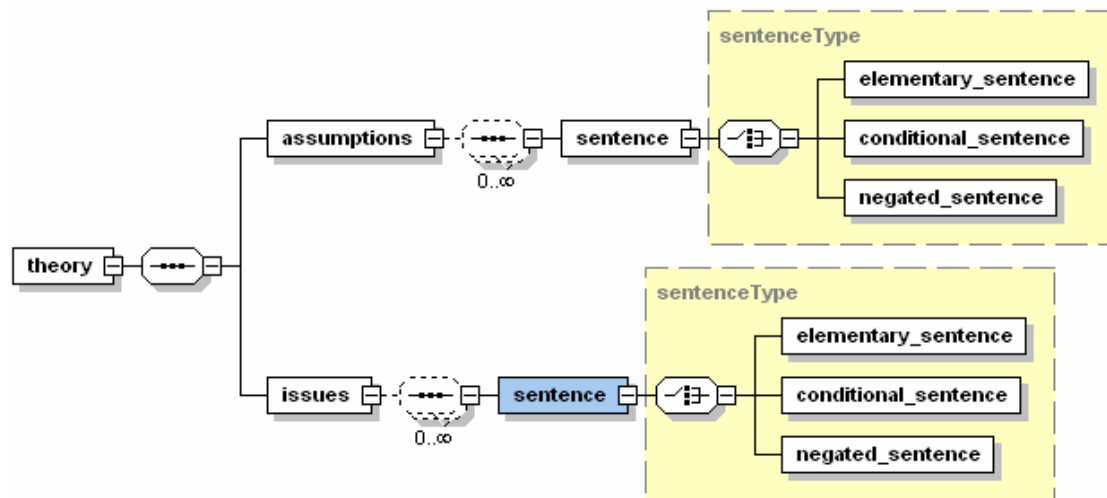 sentenceType
elementary_sentence
assumptions
sentence
conditional_sentence
0..∞
negated_sentence
theory
sentenceType
elementary_sentence
issues
sentence
conditional_sentence
0..∞
negated_sentence